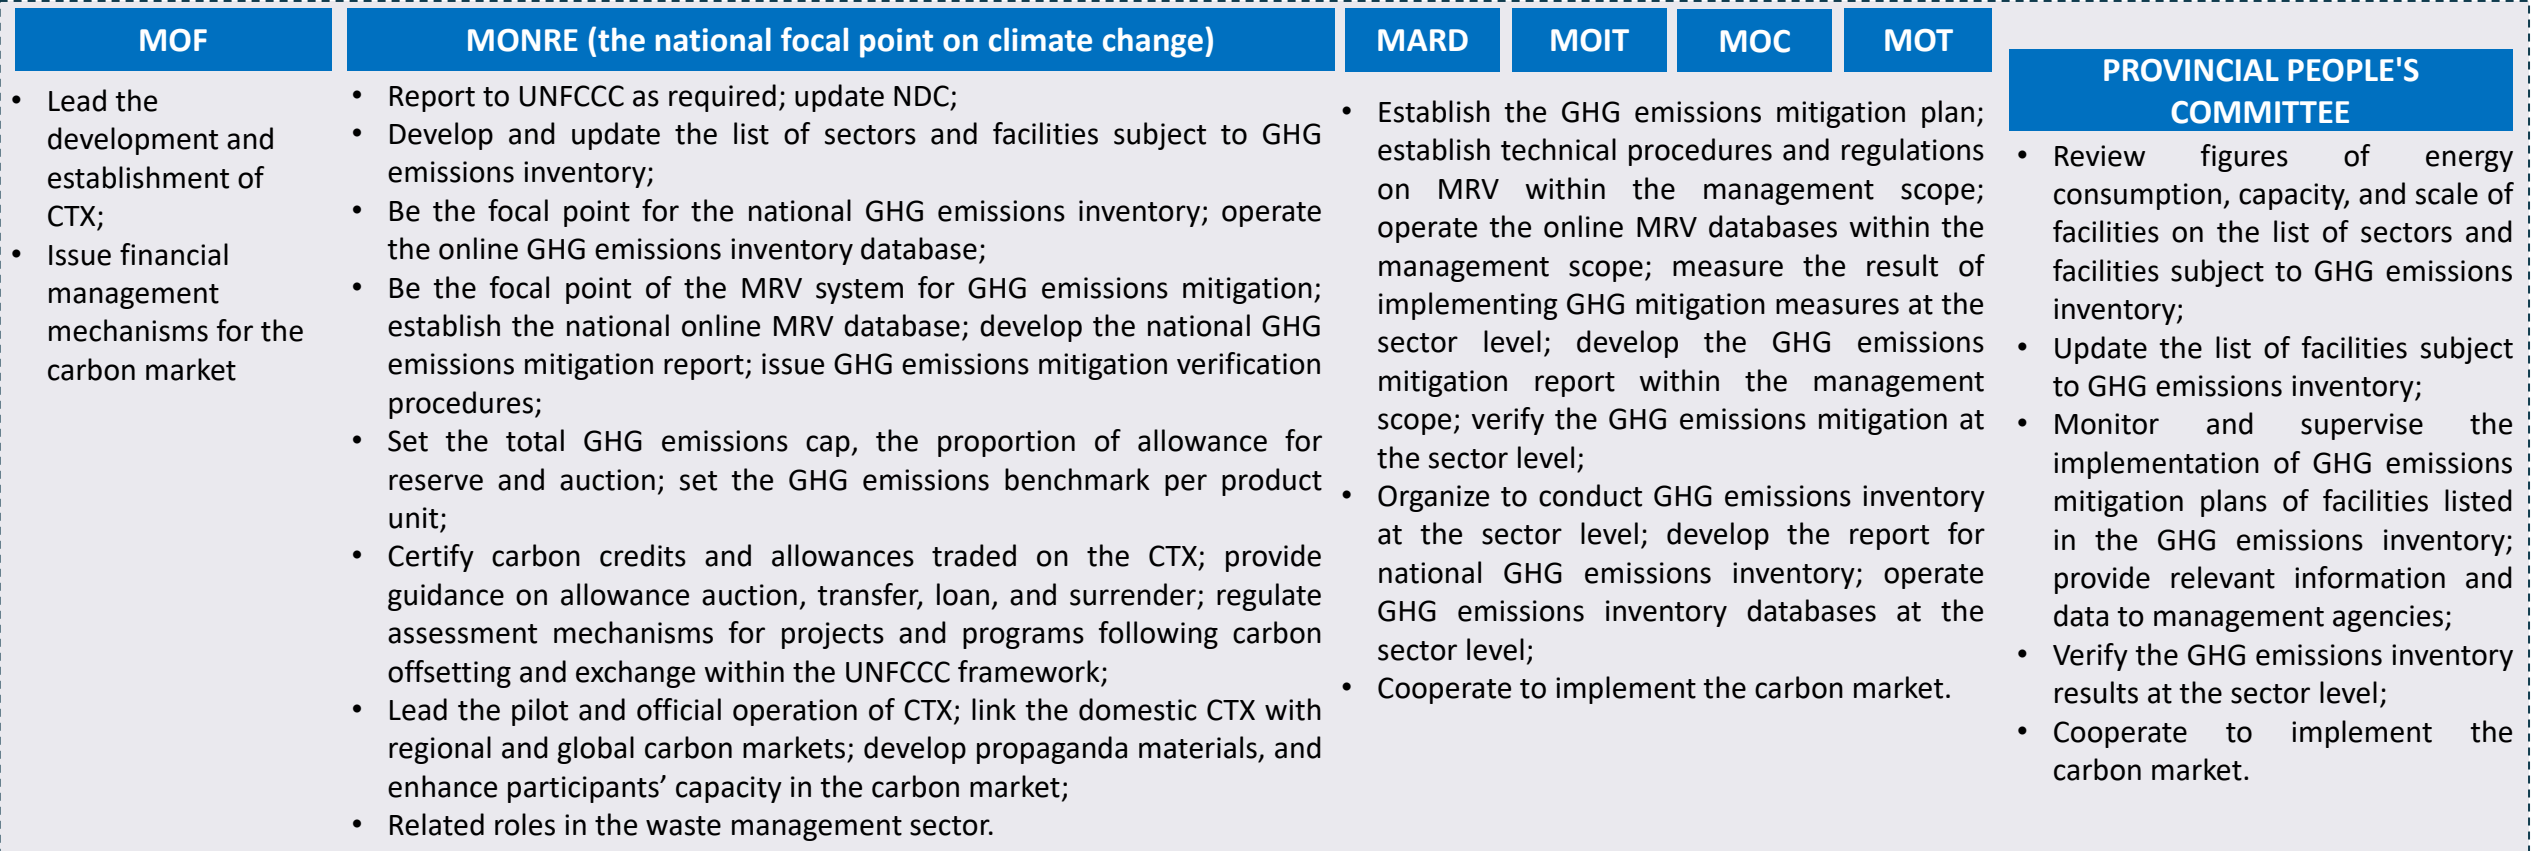 MOF
• Lead the
development and
establishment of
CTX;
• Issue financial
management
mechanisms for the
carbon market
MONRE (the national focal point on climate change)
• Report to UNFCCC as required; update NDC;
• Develop and update the list of sectors and facilities subject to GHG
emissions inventory;
• Be the focal point for the national GHG emissions inventory; operate
the online GHG emissions inventory database;
• Be the focal point of the MRV system for GHG emissions mitigation;
establish the national online MRV database; develop the national GHG
emissions mitigation report; issue GHG emissions mitigation verification
procedures;
• Set the total GHG emissions cap, the proportion of allowance for
reserve and auction; set the GHG emissions benchmark per product
unit;
• Certify carbon credits and allowances traded on the CTX; provide
guidance on allowance auction, transfer, loan, and surrender; regulate
assessment mechanisms for projects and programs following carbon
offsetting and exchange within the UNFCCC framework;
• Lead the pilot and official operation of CTX; link the domestic CTX with
regional and global carbon markets; develop propaganda materials, and
enhance participants’ capacity in the carbon market;
• Related roles in the waste management sector.
MARD
MOIT
MOC
MOT
• Establish the GHG emissions mitigation plan;
establish technical procedures and regulations
on MRV within the management scope;
operate the online MRV databases within the
management scope; measure the result of
implementing GHG mitigation measures at the
sector level; develop the GHG emissions
mitigation report within the management
scope; verify the GHG emissions mitigation at
the sector level;
• Organize to conduct GHG emissions inventory
at the sector level; develop the report for
national GHG emissions inventory; operate
GHG emissions inventory databases at the
sector level;
• Cooperate to implement the carbon market.
PROVINCIAL PEOPLE'S
COMMITTEE
• Review figures of energy
consumption, capacity, and scale of
facilities on the list of sectors and
facilities subject to GHG emissions
inventory;
• Update the list of facilities subject
to GHG emissions inventory;
• Monitor and supervise the
implementation of GHG emissions
mitigation plans of facilities listed
in the GHG emissions inventory;
provide relevant information and
data to management agencies;
• Verify the GHG emissions inventory
results at the sector level;
• Cooperate to implement the
carbon market.